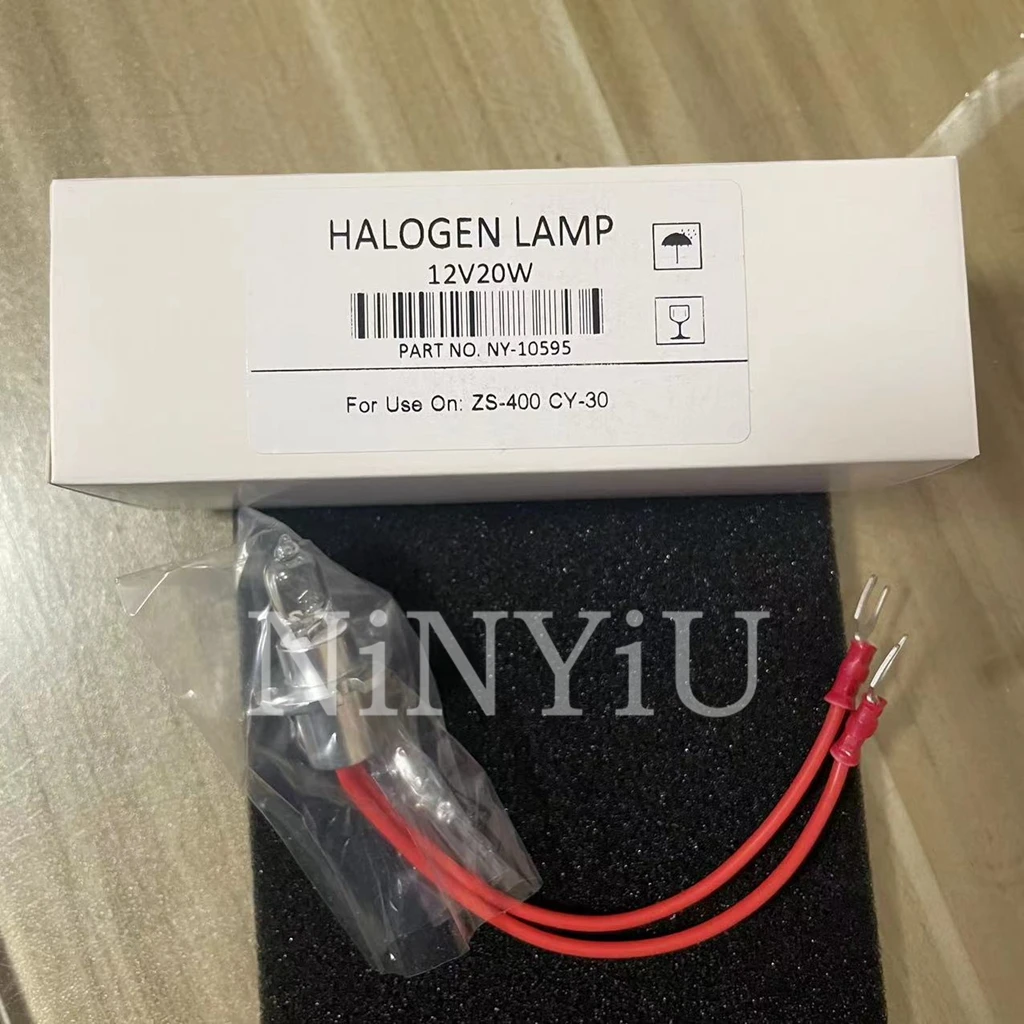 HALOGEN LAMP
12V20W
PART NO. NY-10595
For Use On: ZS-400 CY-30
NiNYiU